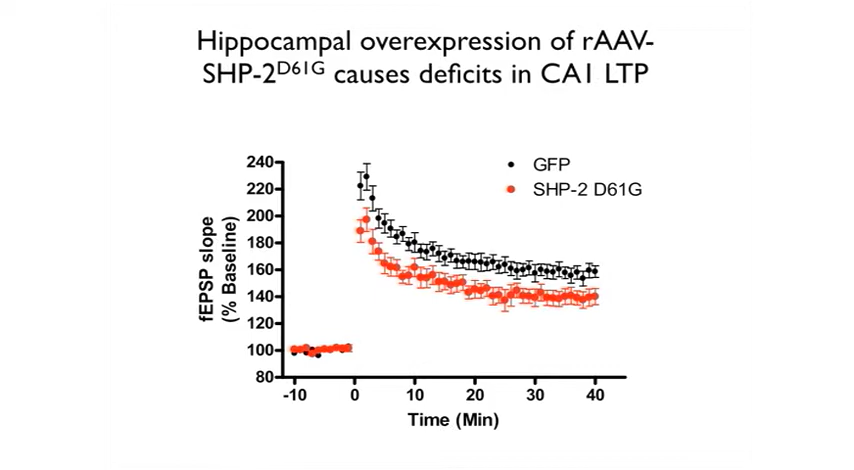 Hippocampal overexpression of rAAV-
SHP-2D61G causes deficits in CA1 LTP
GFP
SHP-2 D61G
fEPSP slope
(% Baseline)
240
220
200
180
160
140
120
100
80
-10 0 10 20 30 40
Time (Min)